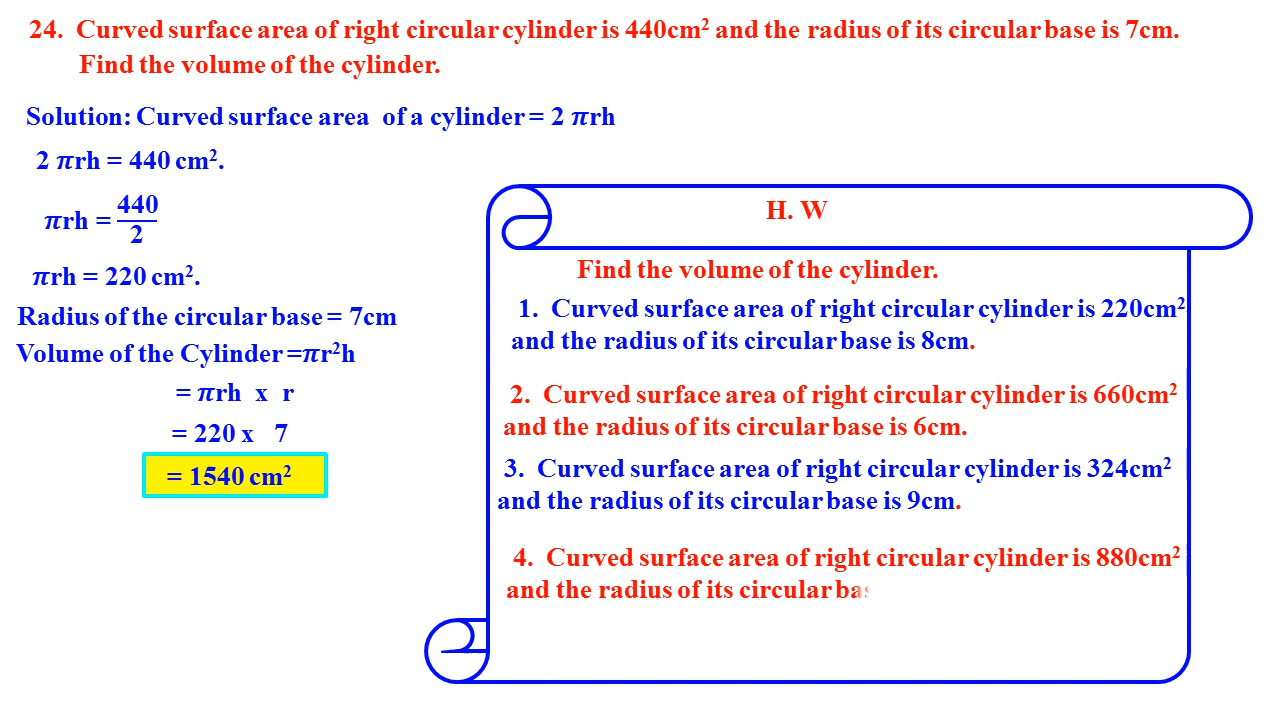 24. Curved surface area of right circular cylinder is 440cm² and the radius of its circular base is 7cm.
Find the volume of the cylinder.
Solution: Curved surface area of a cylinder = 2 𝝅rh
2 𝝅rh = 440 cm².
𝝅rh = 440/2
𝝅rh = 220 cm².
Radius of the circular base = 7cm
Volume of the Cylinder =𝝅r²h
= 𝝅rh x r
= 220 x 7
= 1540 cm²
H. W
Find the volume of the cylinder.
1. Curved surface area of right circular cylinder is 220cm²
and the radius of its circular base is 8cm.
2. Curved surface area of right circular cylinder is 660cm²
and the radius of its circular base is 6cm.
3. Curved surface area of right circular cylinder is 324cm²
and the radius of its circular base is 9cm.
4. Curved surface area of right circular cylinder is 880cm²
and the radius of its circular